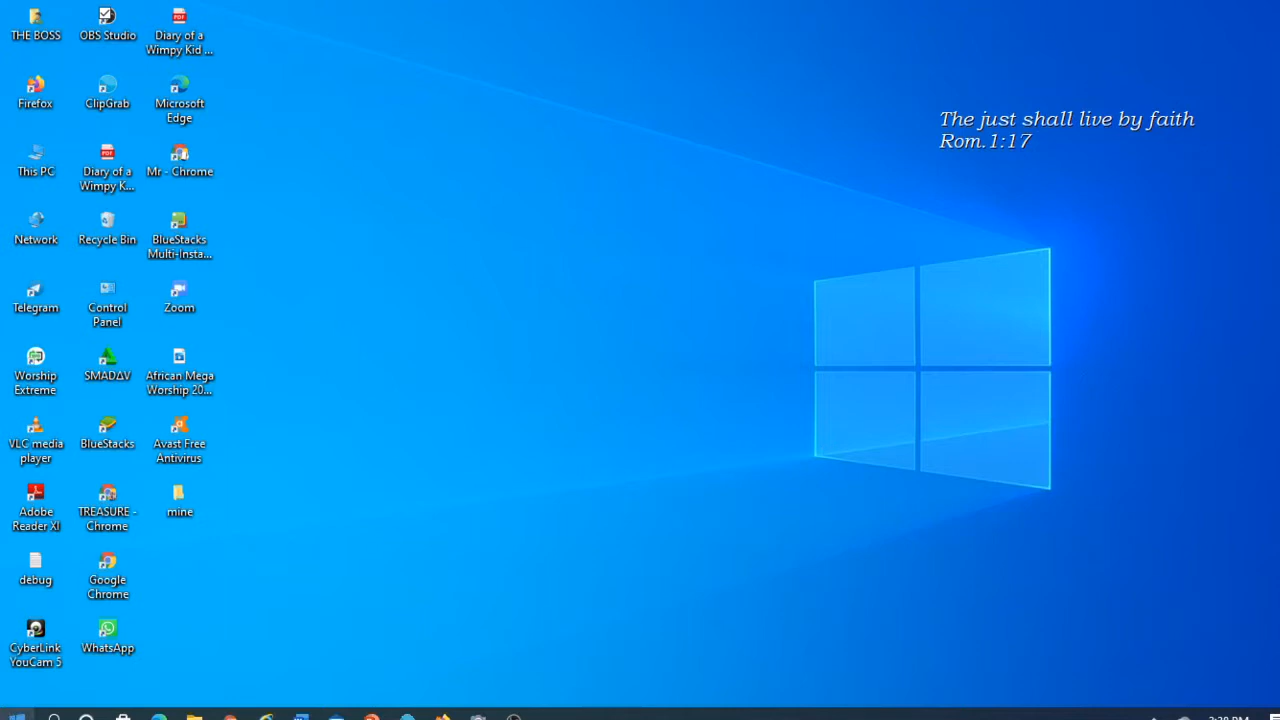 THE BOSS
OBS Studio
Diary of a
Wimpy Kid ...
Firefox
ClipGrab
Microsoft
Edge
This PC
Diary of a
Wimpy K...
Mr - Chrome
Network
Recycle Bin
BlueStacks
Multi-Insta...
Telegram
Control
Panel
Zoom
Worship
Extreme
SMADΔV
African Mega
Worship 20...
VLC media
player
BlueStacks
Avast Free
Antivirus
Adobe
Reader XI
TREASURE -
Chrome
mine
debug
Google
Chrome
CyberLink
YouCam 5
WhatsApp
The just shall live by faith
Rom.1:17